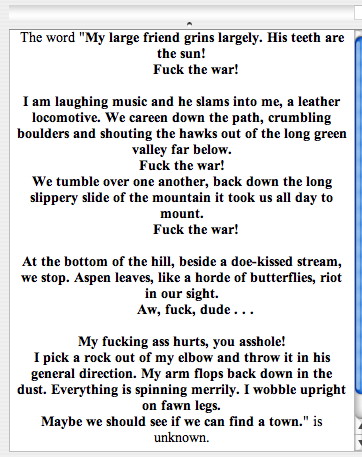 The word "My large friend grins largely. His teeth are
the sun!
Fuck the war!
I am laughing music and he slams into me, a leather
locomotive. We careen down the path, crumbling
boulders and shouting the hawks out of the long green
valley far below.
Fuck the war!
We tumble over one another, back down the long
slippery slide of the mountain it took us all day to
mount.
Fuck the war!
At the bottom of the hill, beside a doe-kissed stream,
we stop. Aspen leaves, like a horde of butterflies, riot
in our sight.
Aw, fuck, dude . . .
My fucking ass hurts, you asshole!
I pick a rock out of my elbow and throw it in his
general direction. My arm flops back down in the
dust. Everything is spinning merrily. I wobble upright
on fawn legs.
Maybe we should see if we can find a town." is
unknown.